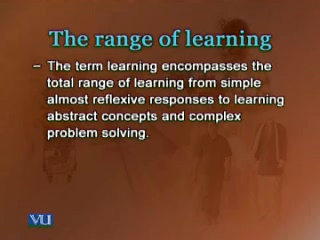 The range of learning
– The term learning encompasses the
total range of learning from simple
almost reflexive responses to learning
abstract concepts and complex
problem solving.
VU